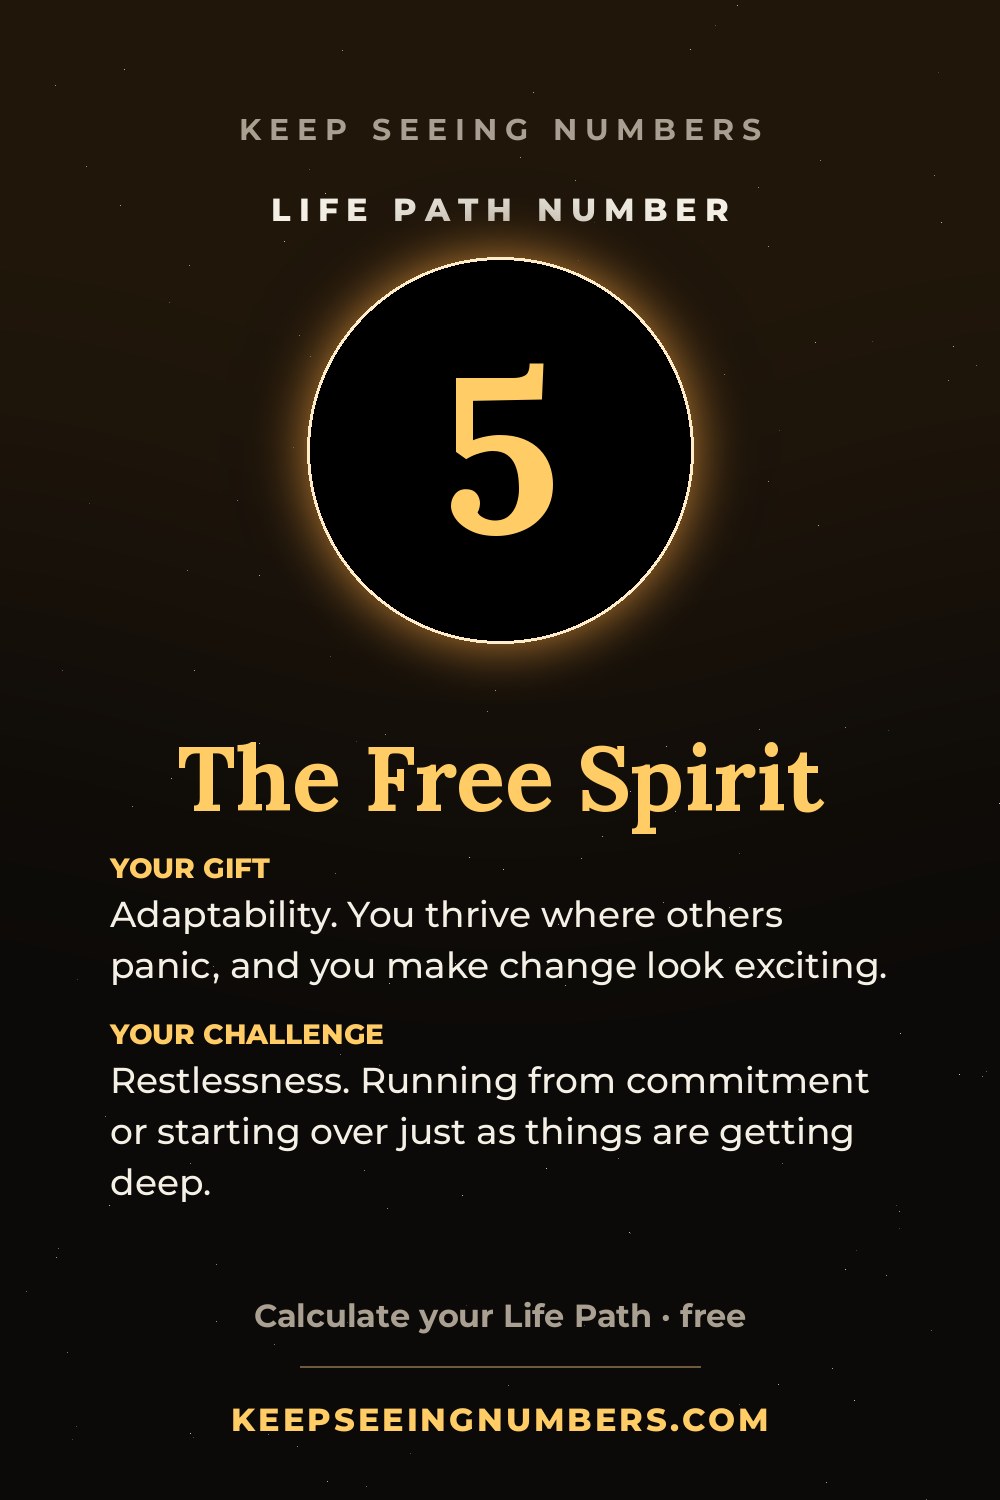 KEEP SEEING NUMBERS
LIFE PATH NUMBER
5
The Free Spirit
YOUR GIFT
Adaptability. You thrive where others
panic, and you make change look exciting.
YOUR CHALLENGE
Restlessness. Running from commitment
or starting over just as things are getting
deep.
Calculate your Life Path · free
KEEPSEEINGNUMBERS.COM